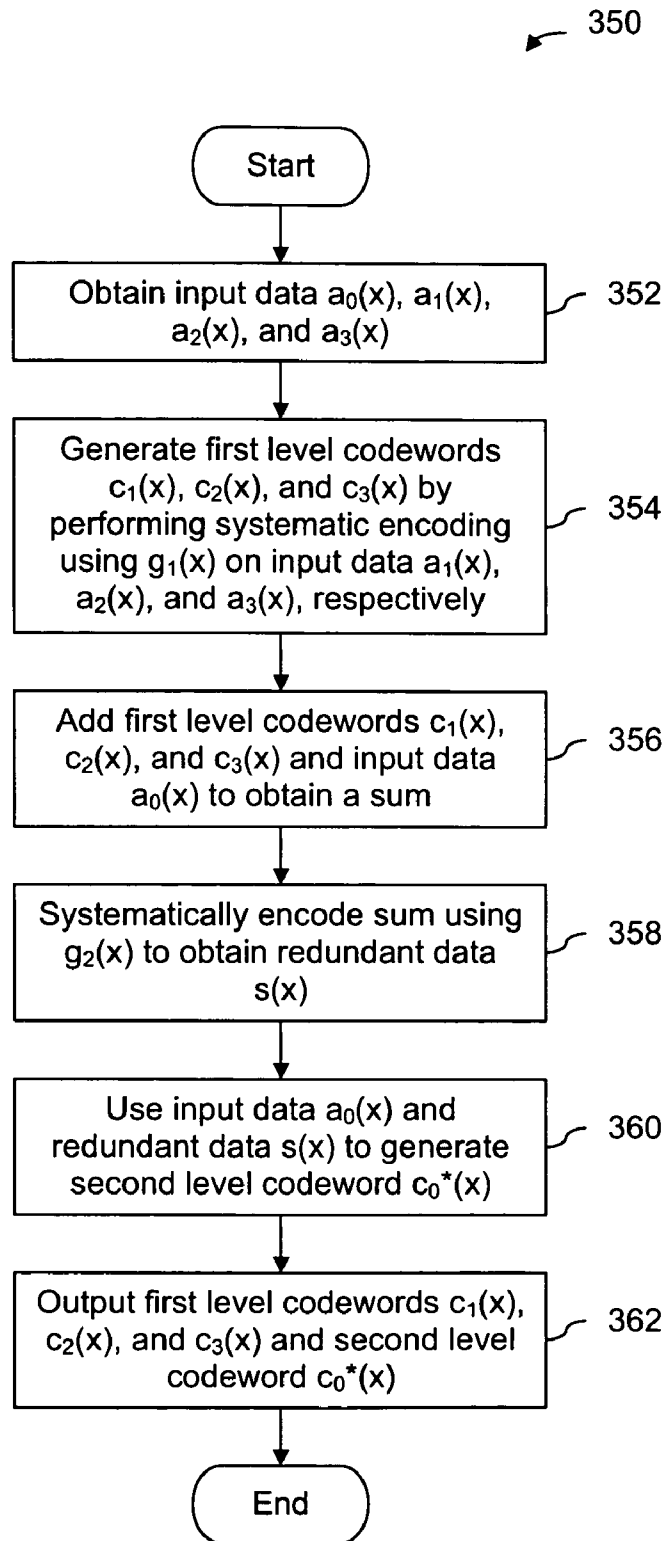 350
Start
Obtain input data a₀(x), a₁(x),
a₂(x), and a₃(x)
352
Generate first level codewords
c₁(x), c₂(x), and c₃(x) by
performing systematic encoding
using g₁(x) on input data a₁(x),
a₂(x), and a₃(x), respectively
354
Add first level codewords c₁(x),
c₂(x), and c₃(x) and input data
a₀(x) to obtain a sum
356
Systematically encode sum using
g₂(x) to obtain redundant data
s(x)
358
Use input data a₀(x) and
redundant data s(x) to generate
second level codeword c₀*(x)
360
Output first level codewords c₁(x),
c₂(x), and c₃(x) and second level
codeword c₀*(x)
362
End